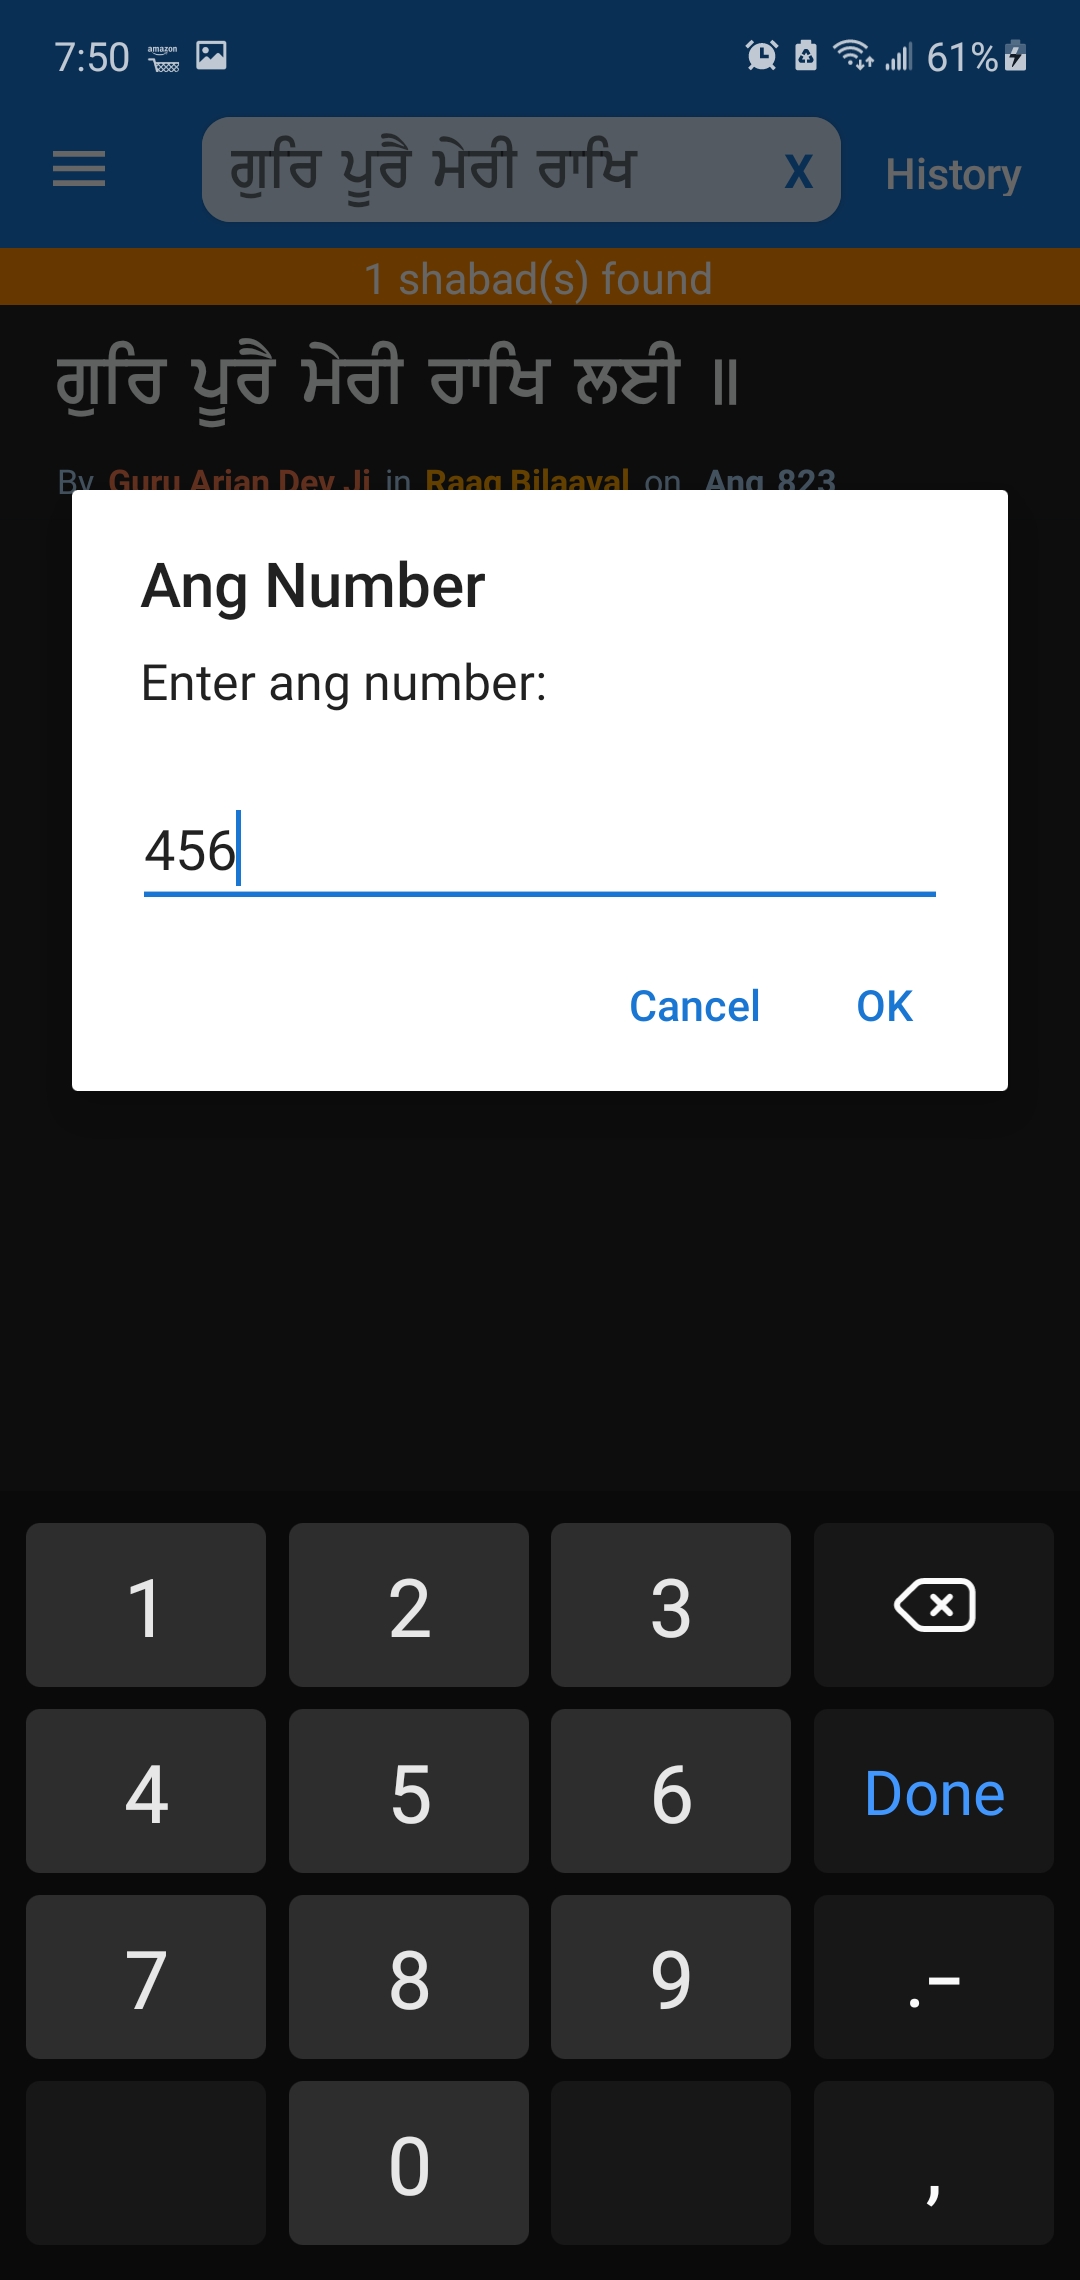 7:50 amazon 61%
ਗੁਰਿ ਪੂਰੈ ਮੇਰੀ ਰਾਖਿ X History
1 shabad(s) found
ਗੁਰਿ ਪੂਰੈ ਮੇਰੀ ਰਾਖਿ ਲਈ ॥
By Guru Arjan Dev Ji in Raag Bilaaval on Ang 823
Ang Number
Enter ang number:
456
Cancel OK
1 2 3
4 5 6 Done
7 8 9 .-
0 ,